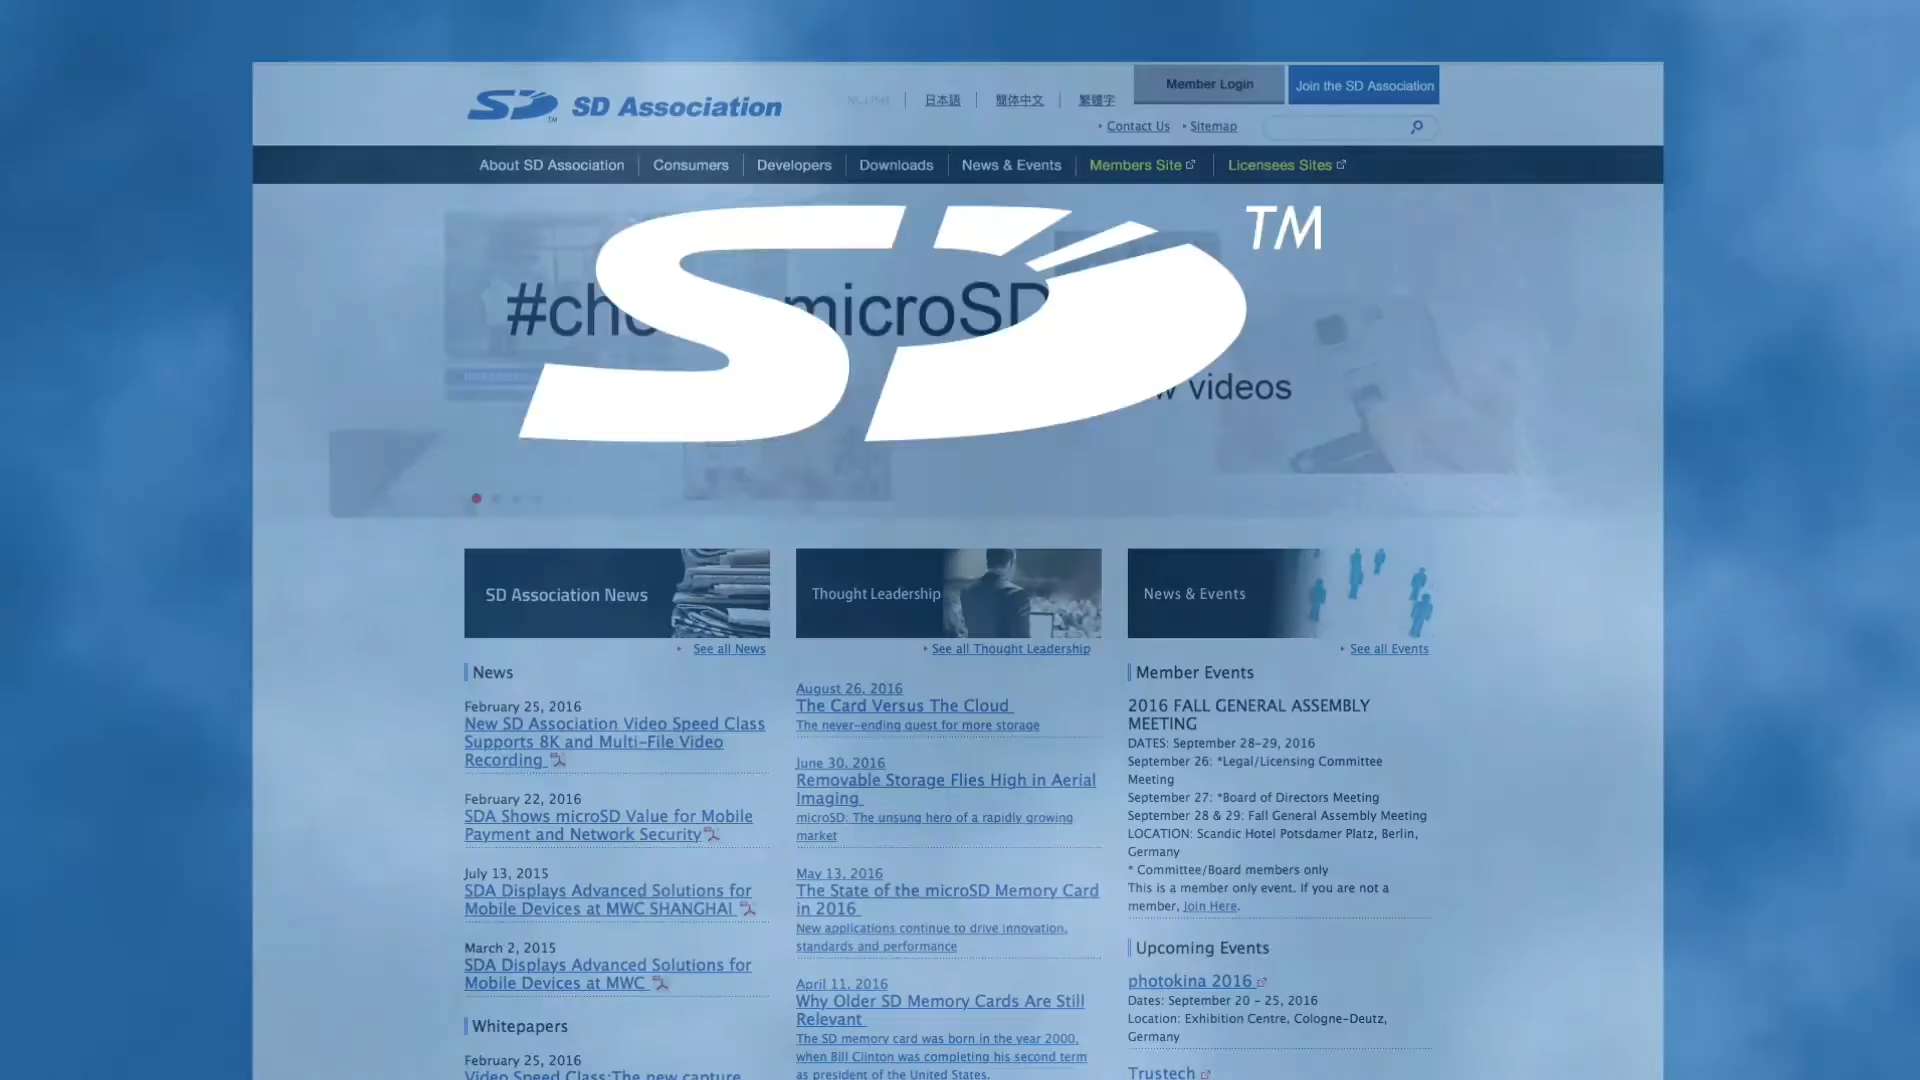 SD
TM
SD Association
日本語
简体中文
繁體字
Member Login
Join the SD Association
Contact Us
Sitemap
About SD Association
Consumers
Developers
Downloads
News & Events
Members Site
Licensees Sites
SD
TM
microSD
videos
SD Association News
Thought Leadership
News & Events
See all News
See all Thought Leadership
See all Events
News
February 25, 2016
New SD Association Video Speed Class
Supports 8K and Multi-File Video
Recording
February 22, 2016
SDA Shows microSD Value for Mobile
Payment and Network Security
July 13, 2015
SDA Displays Advanced Solutions for
Mobile Devices at MWC SHANGHAI
March 2, 2015
SDA Displays Advanced Solutions for
Mobile Devices at MWC
Whitepapers
February 25, 2016
Video Speed Class:The new capture
August 26, 2016
The Card Versus The Cloud
The never-ending quest for more storage
June 30, 2016
Removable Storage Flies High in Aerial
Imaging
microSD: The unsung hero of a rapidly growing
market
May 13, 2016
The State of the microSD Memory Card
in 2016
New applications continue to drive innovation,
standards and performance
April 11, 2016
Why Older SD Memory Cards Are Still
Relevant
The SD memory card was born in the year 2000,
when Bill Clinton was completing his second term
as president of the United States.
Member Events
2016 FALL GENERAL ASSEMBLY
MEETING
DATES: September 28-29, 2016
September 26: *Legal/Licensing Committee
Meeting
September 27: *Board of Directors Meeting
September 28 & 29: Fall General Assembly Meeting
LOCATION: Scandic Hotel Potsdamer Platz, Berlin,
Germany
* Committee/Board members only
This is a member only event. If you are not a
member, Join Here.
Upcoming Events
photokina 2016
Dates: September 20 - 25, 2016
Location: Exhibition Centre, Cologne-Deutz,
Germany
Trustech